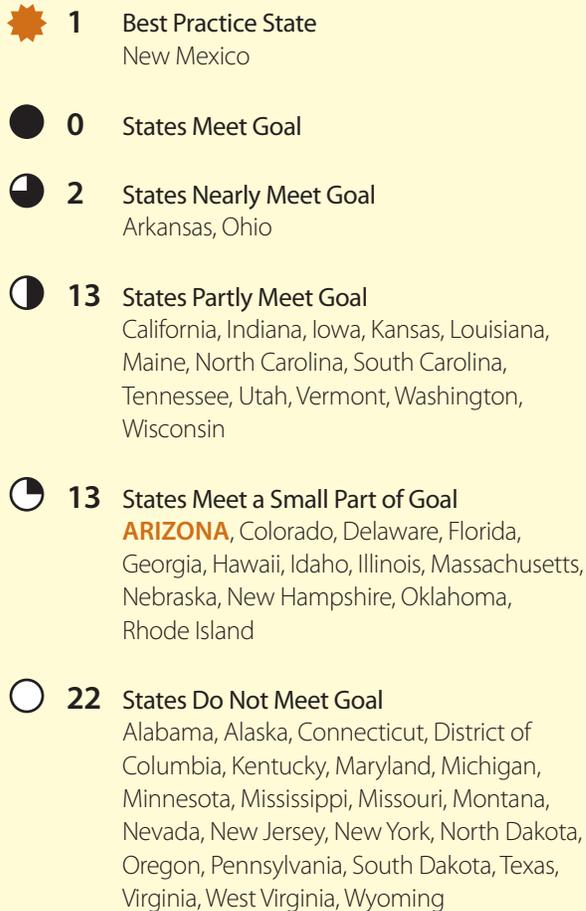 1 Best Practice State
New Mexico
0 States Meet Goal
2 States Nearly Meet Goal
Arkansas, Ohio
13 States Partly Meet Goal
California, Indiana, Iowa, Kansas, Louisiana,
Maine, North Carolina, South Carolina,
Tennessee, Utah, Vermont, Washington,
Wisconsin
13 States Meet a Small Part of Goal
ARIZONA, Colorado, Delaware, Florida,
Georgia, Hawaii, Idaho, Illinois, Massachusetts,
Nebraska, New Hampshire, Oklahoma,
Rhode Island
22 States Do Not Meet Goal
Alabama, Alaska, Connecticut, District of
Columbia, Kentucky, Maryland, Michigan,
Minnesota, Mississippi, Missouri, Montana,
Nevada, New Jersey, New York, North Dakota,
Oregon, Pennsylvania, South Dakota, Texas,
Virginia, West Virginia, Wyoming